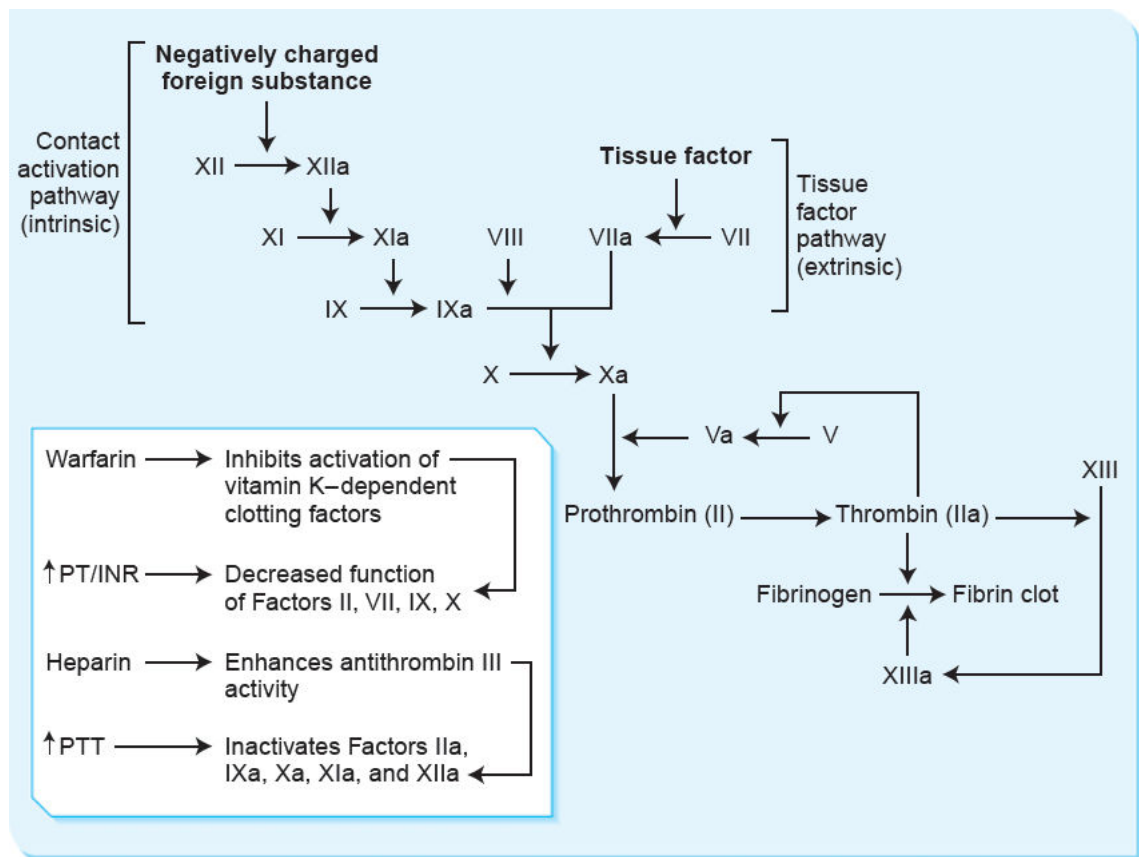 Negatively charged
foreign substance
Contact
activation
pathway
(intrinsic)
XII
XIIa
Tissue factor
Tissue
factor
pathway
(extrinsic)
XI
XIa
VIII
VIIa
VII
IX
IXa
X
Xa
Va
V
XIII
Prothrombin (II)
Thrombin (IIa)
Fibrinogen
Fibrin clot
XIIIa
Warfarin
Inhibits activation of
vitamin K–dependent
clotting factors
↑PT/INR
Decreased function
of Factors II, VII, IX, X
Heparin
Enhances antithrombin III
activity
↑PTT
Inactivates Factors IIa,
IXa, Xa, XIa, and XIIa